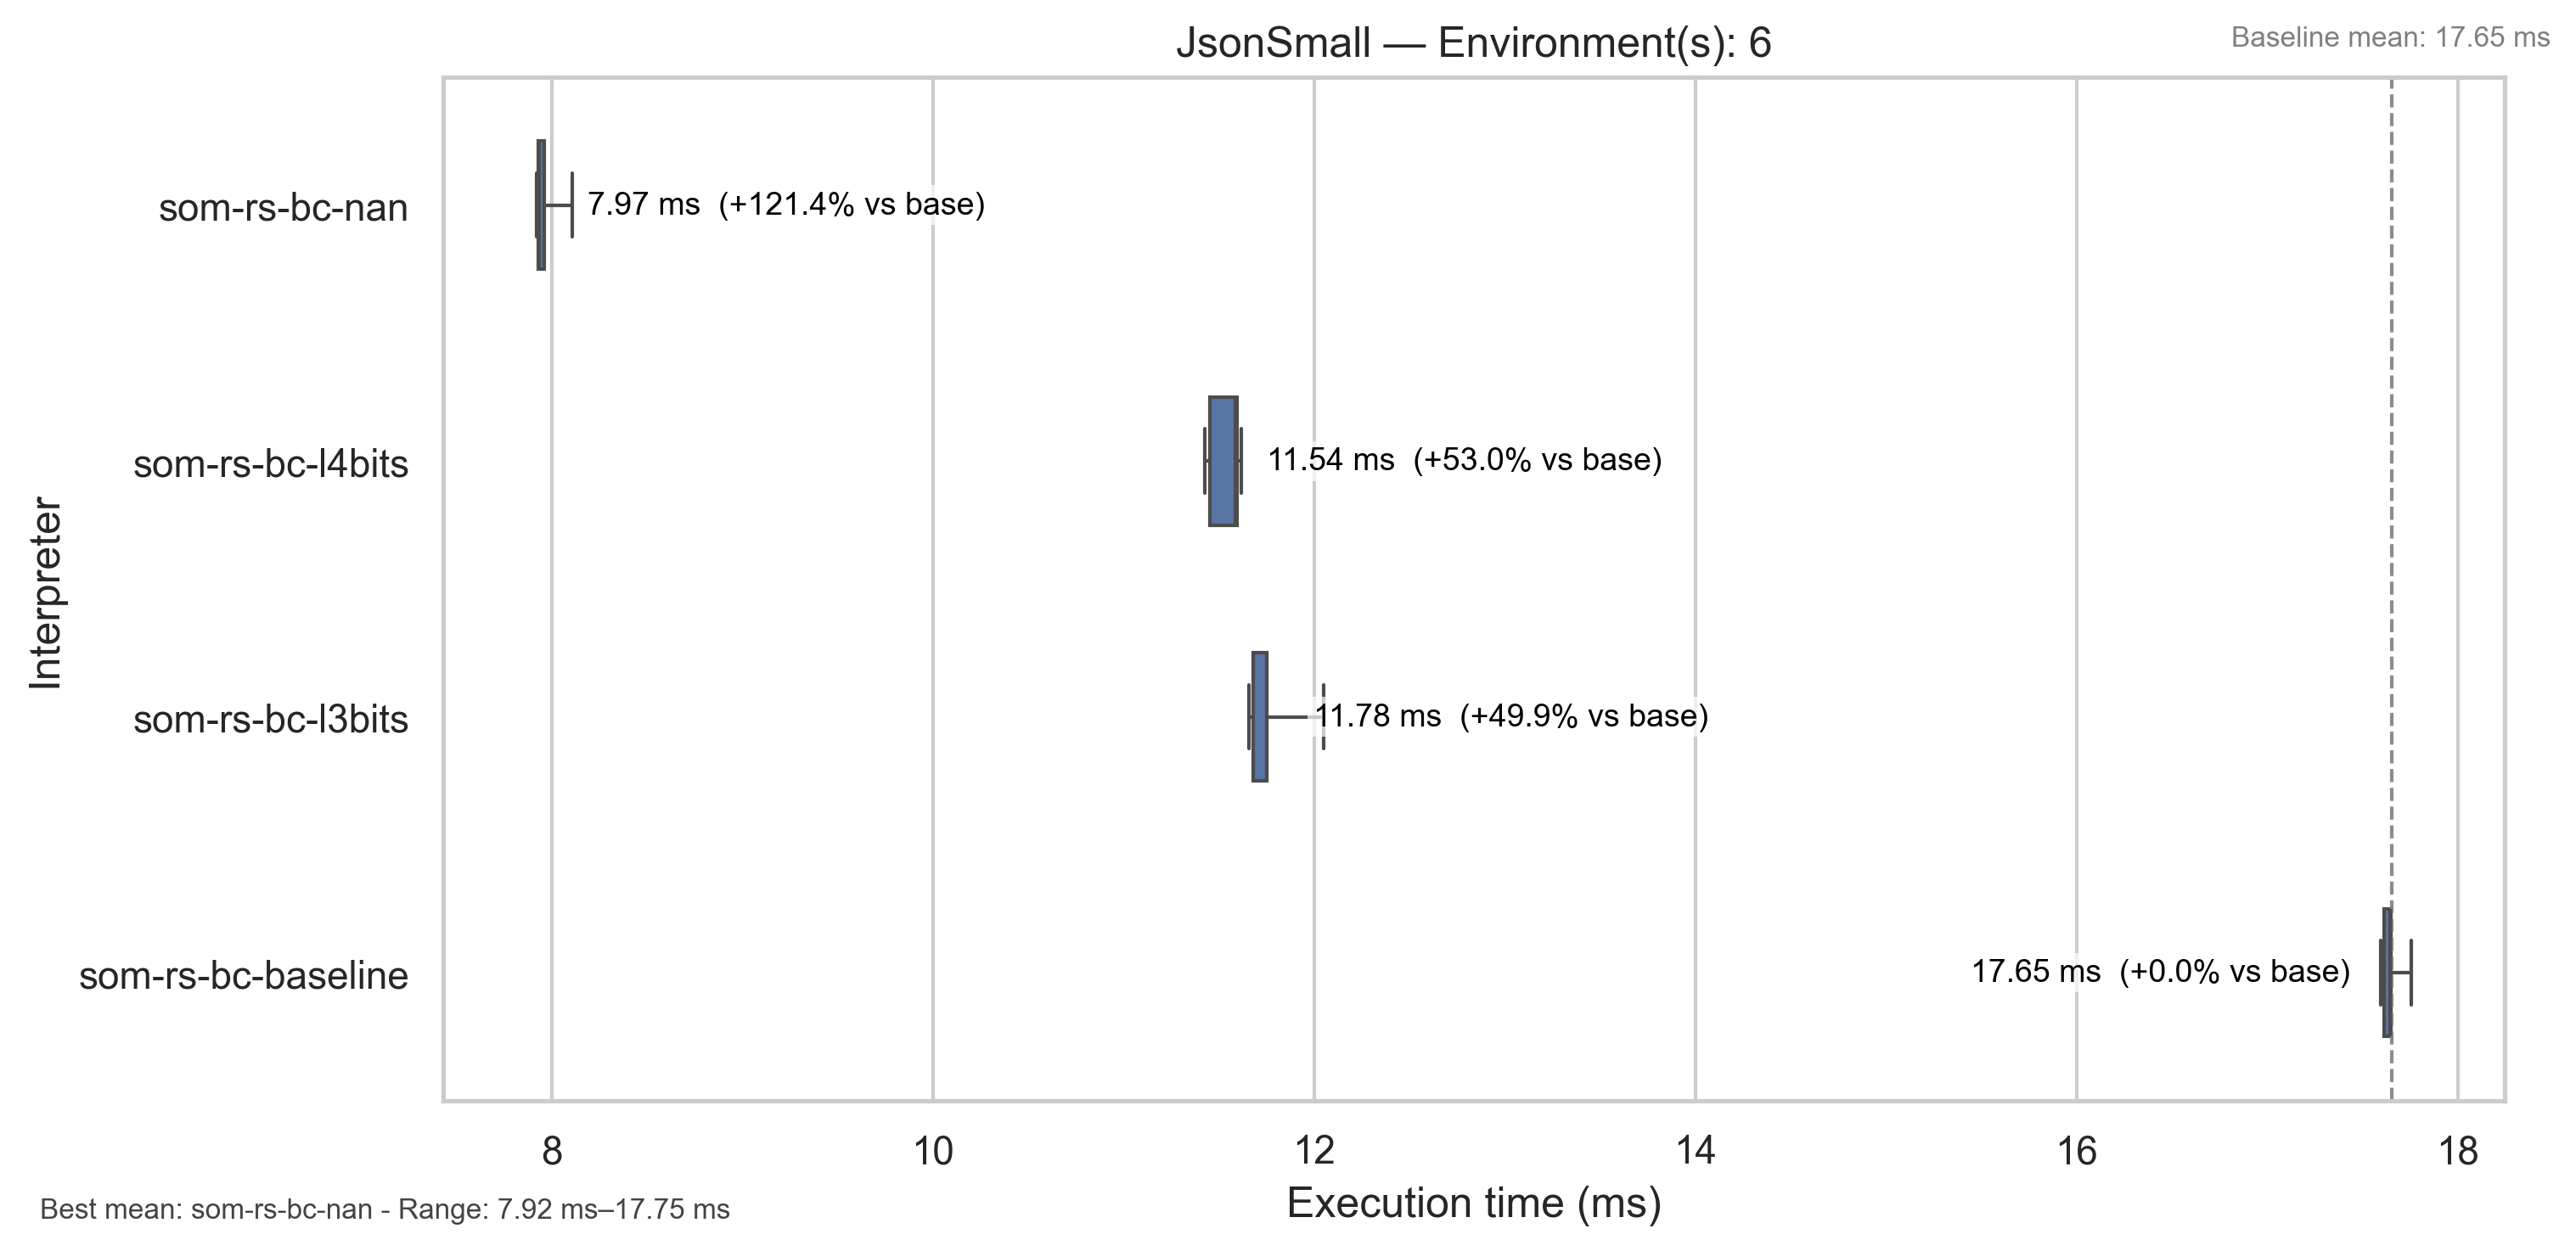 JsonSmall — Environment(s): 6
Baseline mean: 17.65 ms
Interpreter
som-rs-bc-nan
7.97 ms  (+121.4% vs base)
som-rs-bc-l4bits
11.54 ms  (+53.0% vs base)
som-rs-bc-l3bits
11.78 ms  (+49.9% vs base)
som-rs-bc-baseline
17.65 ms  (+0.0% vs base)
8 10 12 14 16 18
Execution time (ms)
Best mean: som-rs-bc-nan - Range: 7.92 ms–17.75 ms